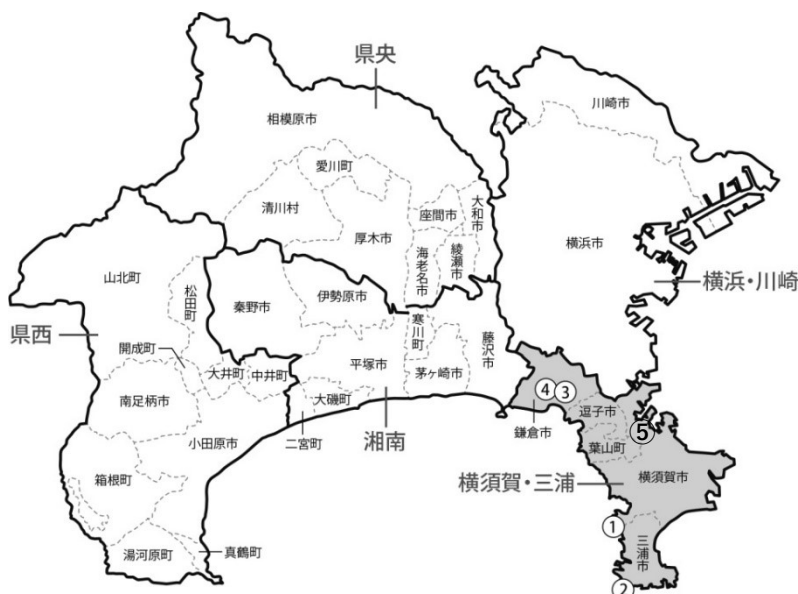 県央
川崎市
相模原市
愛川町
大和市
座間市
清川村
厚木市
綾瀬市
海老名市
横浜市
山北町
松田町
秦野市
伊勢原市
寒川町
藤沢市
横浜・川崎
県西
開成町
大井町
中井町
平塚市
茅ヶ崎市
南足柄市
大磯町
④
③
逗子市
⑤
鎌倉市
小田原市
二宮町
湘南
葉山町
箱根町
横須賀・三浦
横須賀市
①
三浦市
湯河原町
真鶴町
②